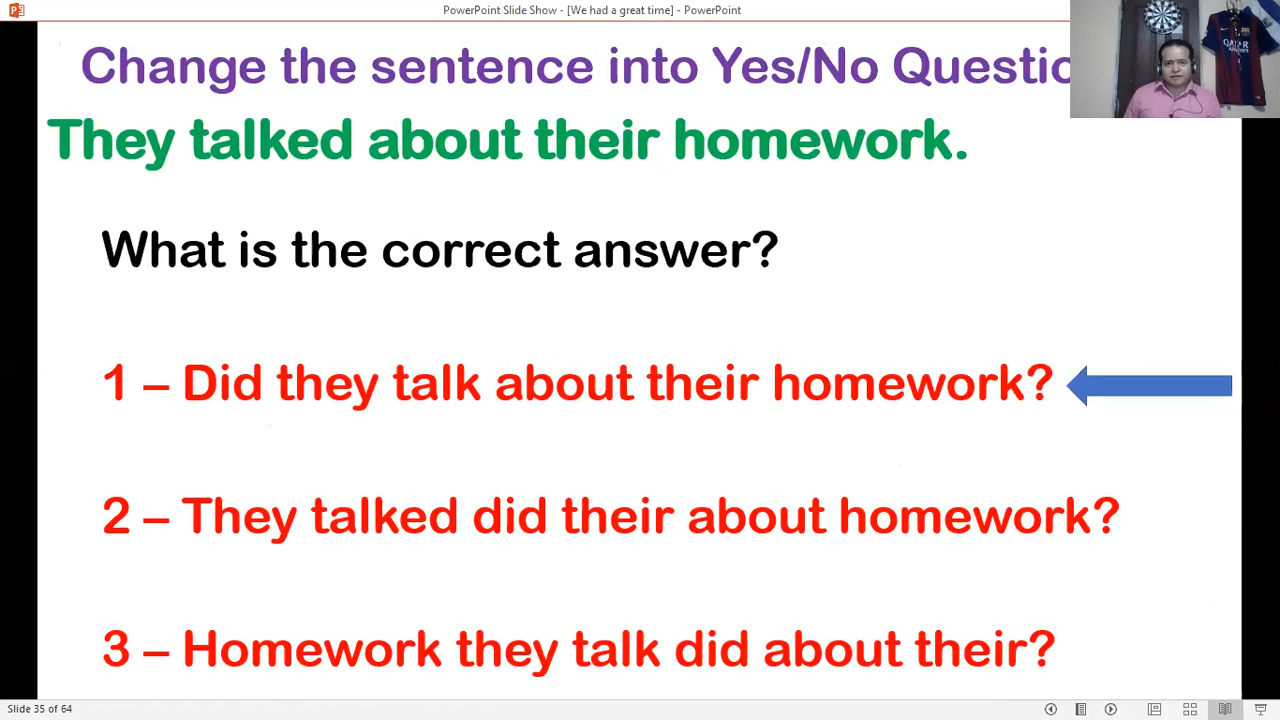 PowerPoint Slide Show - [We had a great time] - PowerPoint
Change the sentence into Yes/No
They talked about their homework.
What is the correct answer?
1 – Did they talk about their homework?
2 – They talked did their about homework?
3 – Homework they talk did about their?
Slide 35 of 64